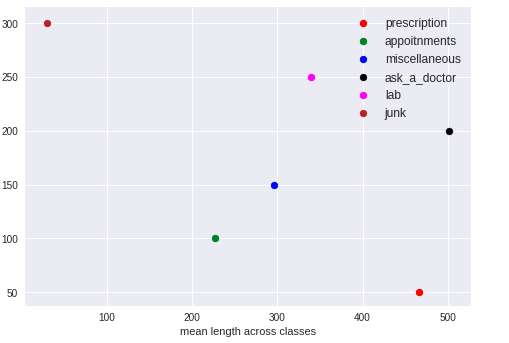 300
250
200
150
100
50
prescription
appoitnments
miscellaneous
ask_a_doctor
lab
junk
100 200 300 400 500
mean length across classes